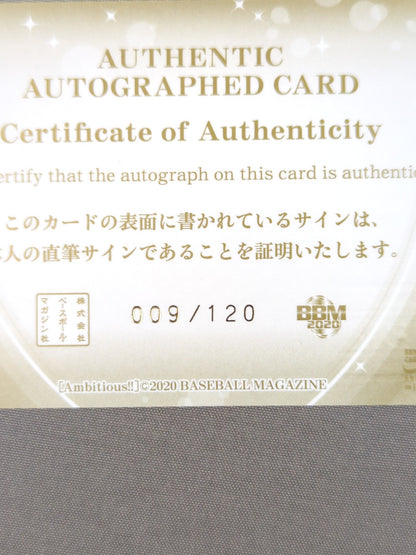 AUTHENTIC
AUTOGRAPHED CARD
Certificate of Authenticity
ertify that the autograph on this card is authentic
このカードの表面に書かれているサインは、
人の直筆サインであることを証明いたします。
株式会社
ベースボール
マガジン社
009/120
BBM
2020
[Ambitious!!]©2020 BASEBALL MAGAZINE